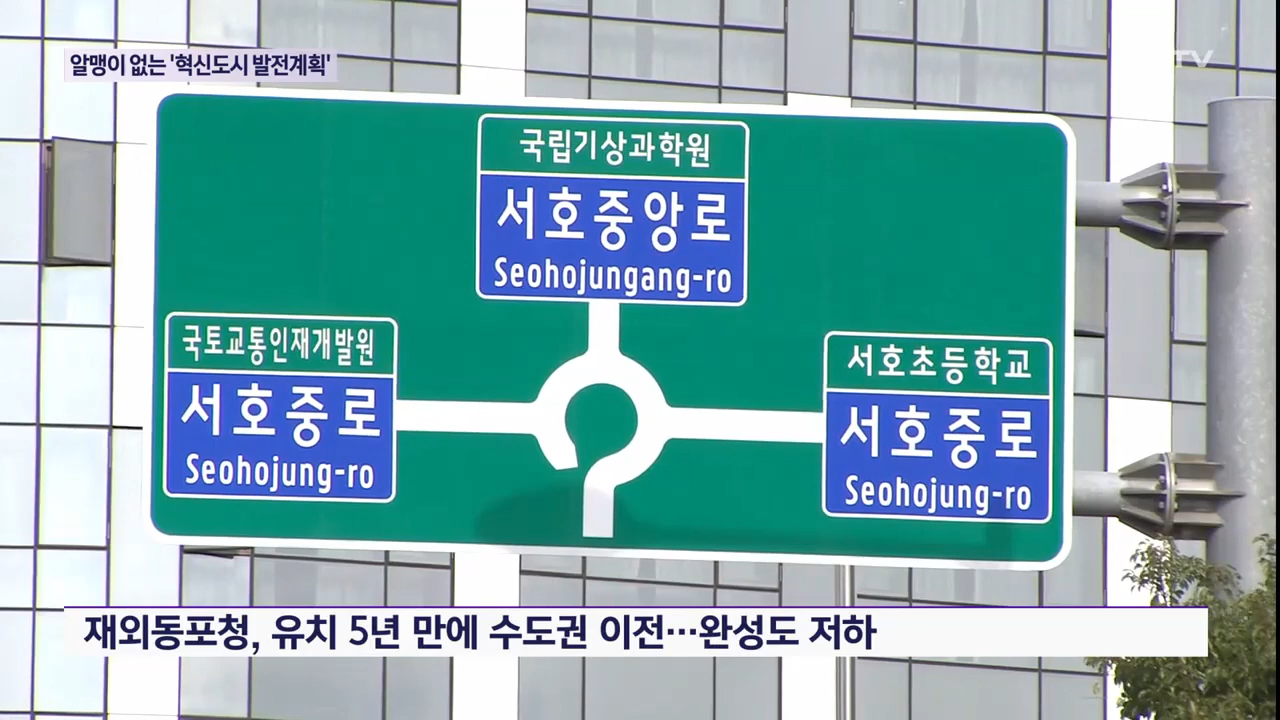 알맹이 없는 '혁신도시 발전계획'
TV
국립기상과학원
서호중앙로
Seohojungang-ro
국토교통인재개발원
서호중로
Seohojung-ro
서호초등학교
서호중로
Seohojung-ro
재외동포청, 유치 5년 만에 수도권 이전…완성도 저하